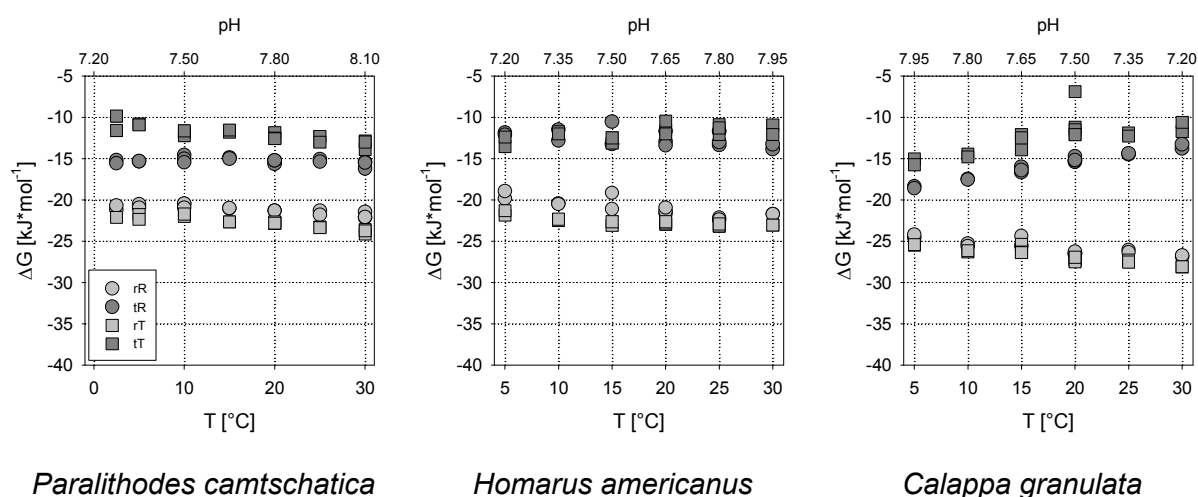 pH
pH
pH
7.20 7.50 7.80 8.10
7.20 7.35 7.50 7.65 7.80 7.95
7.95 7.80 7.65 7.50 7.35 7.20
ΔG [kJ*mol⁻¹]
-5
-10
-15
-20
-25
-30
-35
-40
rR
tR
rT
tT
0 10 20 30
T [°C]
ΔG [kJ*mol⁻¹]
-5
-10
-15
-20
-25
-30
-35
-40
5 10 15 20 25 30
T [°C]
ΔG [kJ*mol⁻¹]
-5
-10
-15
-20
-25
-30
-35
-40
5 10 15 20 25 30
T [°C]
Paralithodes camtschatica
Homarus americanus
Calappa granulata